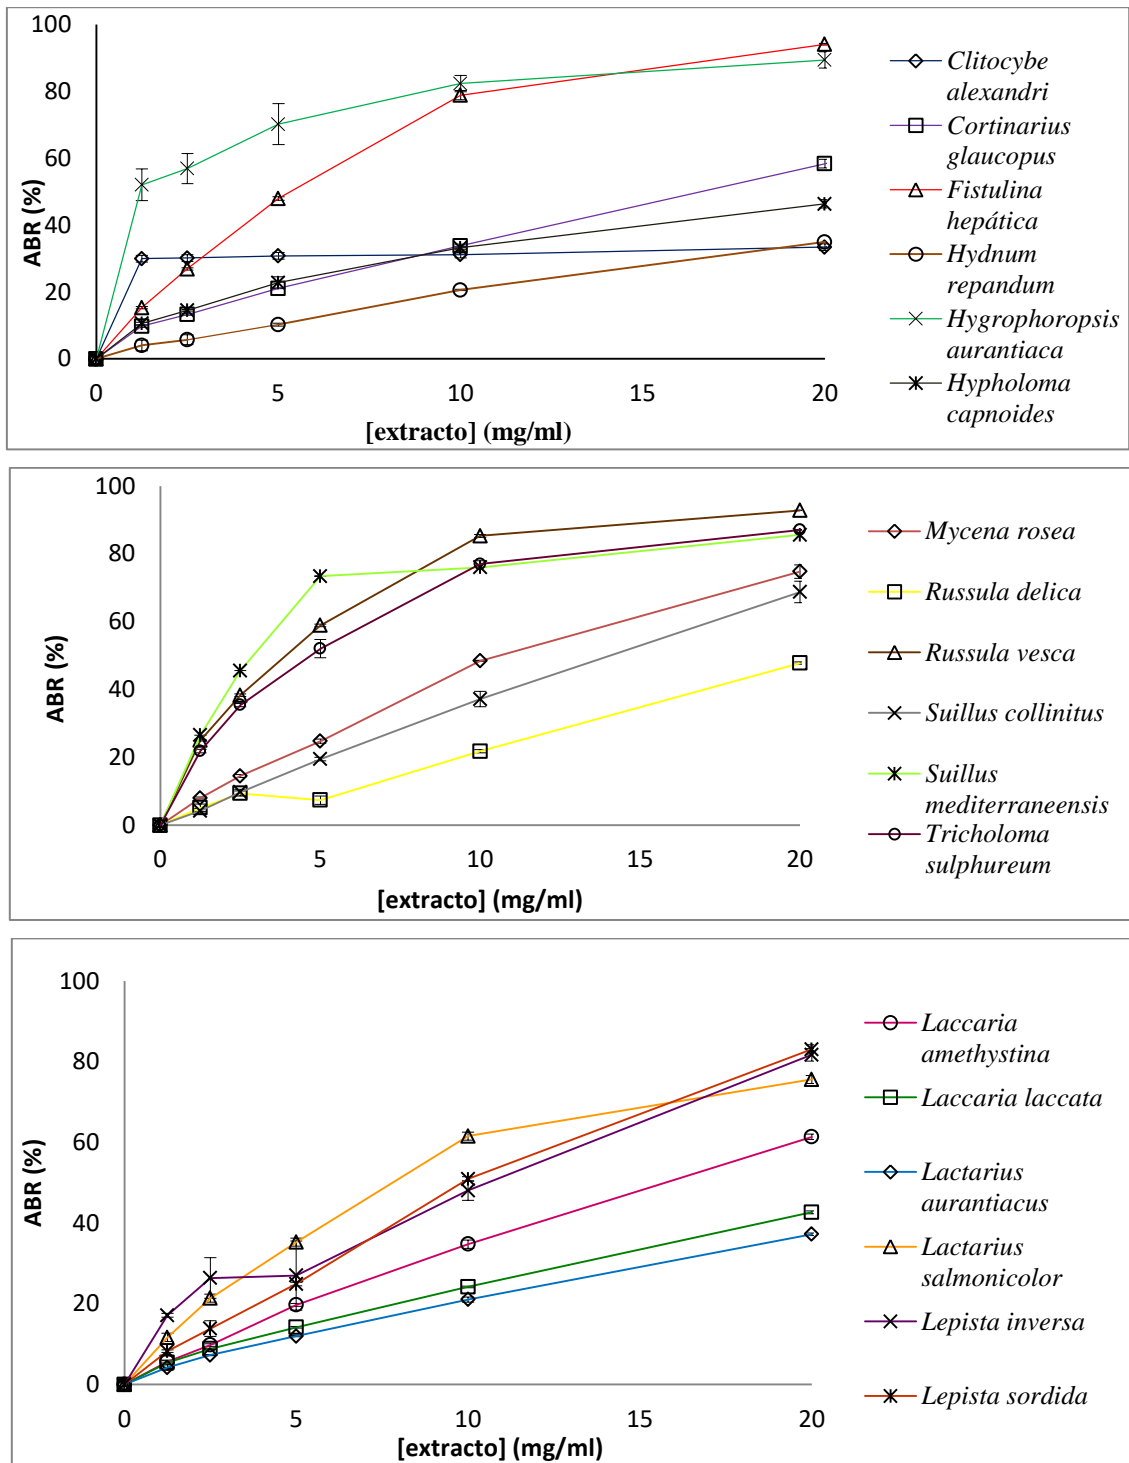 100
80
60
40
20
0
ABR (%)
0
5
10
15
20
[extracto] (mg/ml)
Clitocybe
alexandri
Cortinarius
glaucopus
Fistulina
hepática
Hydnum
repandum
Hygrophoropsis
aurantiaca
Hypholoma
capnoides
100
80
60
40
20
0
ABR (%)
0
5
10
15
20
[extracto] (mg/ml)
Mycena rosea
Russula delica
Russula vesca
Suillus collinitus
Suillus
mediterraneensis
Tricholoma
sulphureum
100
80
60
40
20
0
ABR (%)
0
5
10
15
20
[extracto] (mg/ml)
Laccaria
amethystina
Laccaria laccata
Lactarius
aurantiacus
Lactarius
salmonicolor
Lepista inversa
Lepista sordida